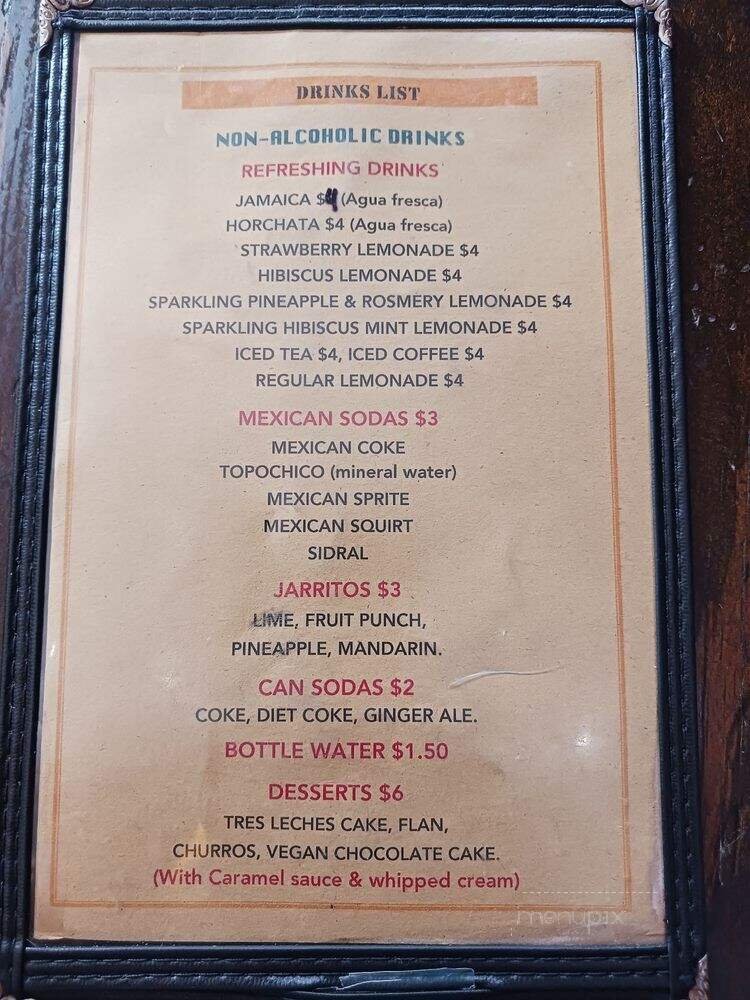 DRINKS LIST
NON-ALCOHOLIC DRINKS
REFRESHING DRINKS
JAMAICA $4 (Agua fresca)
HORCHATA $4 (Agua fresca)
STRAWBERRY LEMONADE $4
HIBISCUS LEMONADE $4
SPARKLING PINEAPPLE & ROSMERY LEMONADE $4
SPARKLING HIBISCUS MINT LEMONADE $4
ICED TEA $4, ICED COFFEE $4
REGULAR LEMONADE $4
MEXICAN SODAS $3
MEXICAN COKE
TOPOCHICO (mineral water)
MEXICAN SPRITE
MEXICAN SQUIRT
SIDRAL
JARRITOS $3
LIME, FRUIT PUNCH,
PINEAPPLE, MANDARIN.
CAN SODAS $2
COKE, DIET COKE, GINGER ALE.
BOTTLE WATER $1.50
DESSERTS $6
TRES LECHES CAKE, FLAN,
CHURROS, VEGAN CHOCOLATE CAKE.
(With Caramel sauce & whipped cream)
menupix